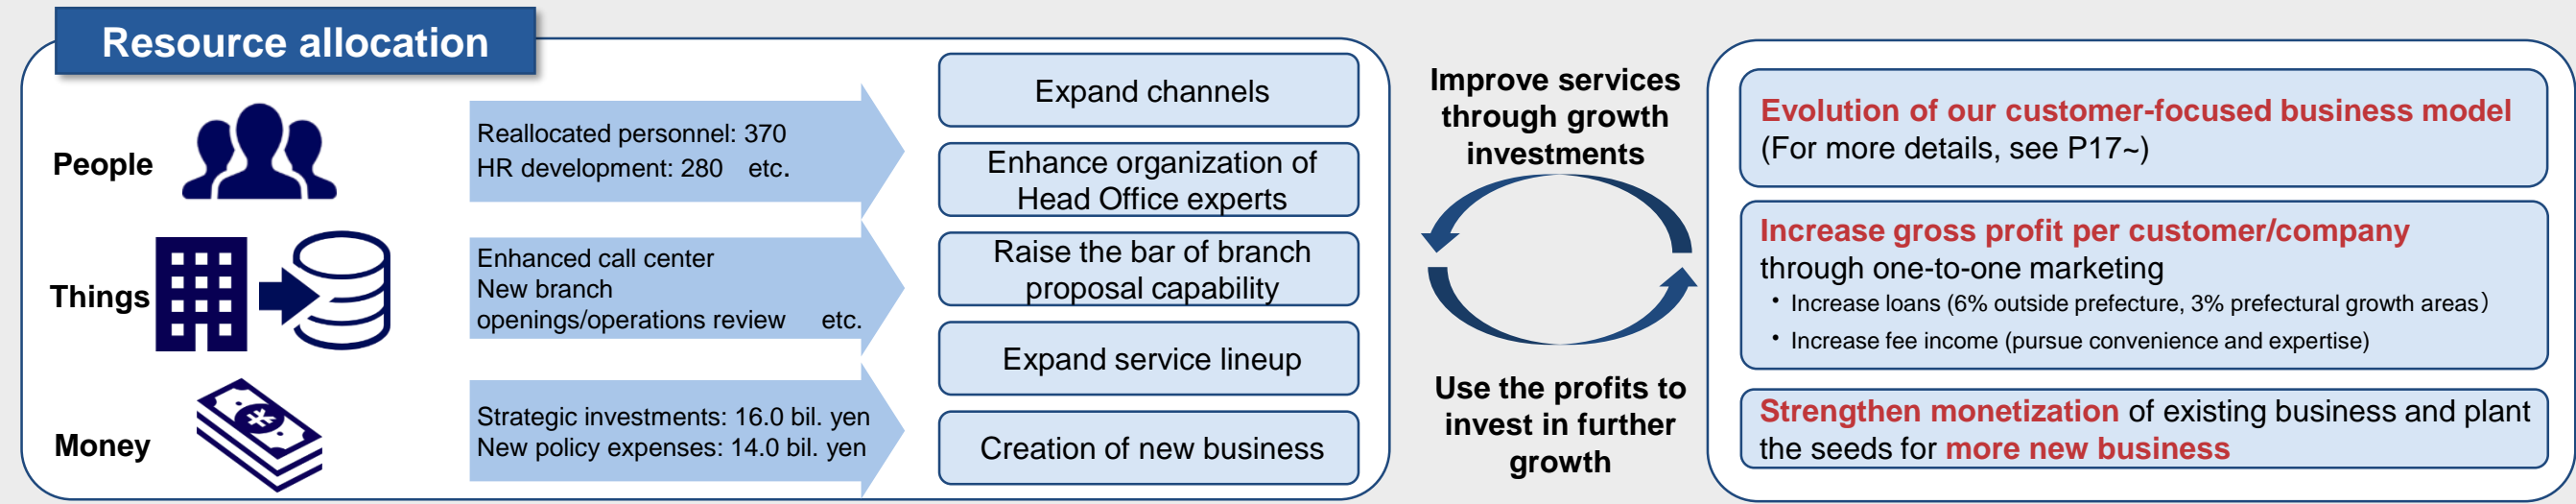 Resource allocation
People
Reallocated personnel: 370
HR development: 280 etc.
Things
Enhanced call center
New branch
openings/operations review etc.
Money
Strategic investments: 16.0 bil. yen
New policy expenses: 14.0 bil. yen
Expand channels
Enhance organization of
Head Office experts
Raise the bar of branch
proposal capability
Expand service lineup
Creation of new business
Improve services
through growth
investments
Use the profits to
invest in further
growth
Evolution of our customer-focused business model
(For more details, see P17~)
Increase gross profit per customer/company
through one-to-one marketing
・Increase loans (6% outside prefecture, 3% prefectural growth areas）
・Increase fee income (pursue convenience and expertise)
Strengthen monetization of existing business and plant
the seeds for more new business